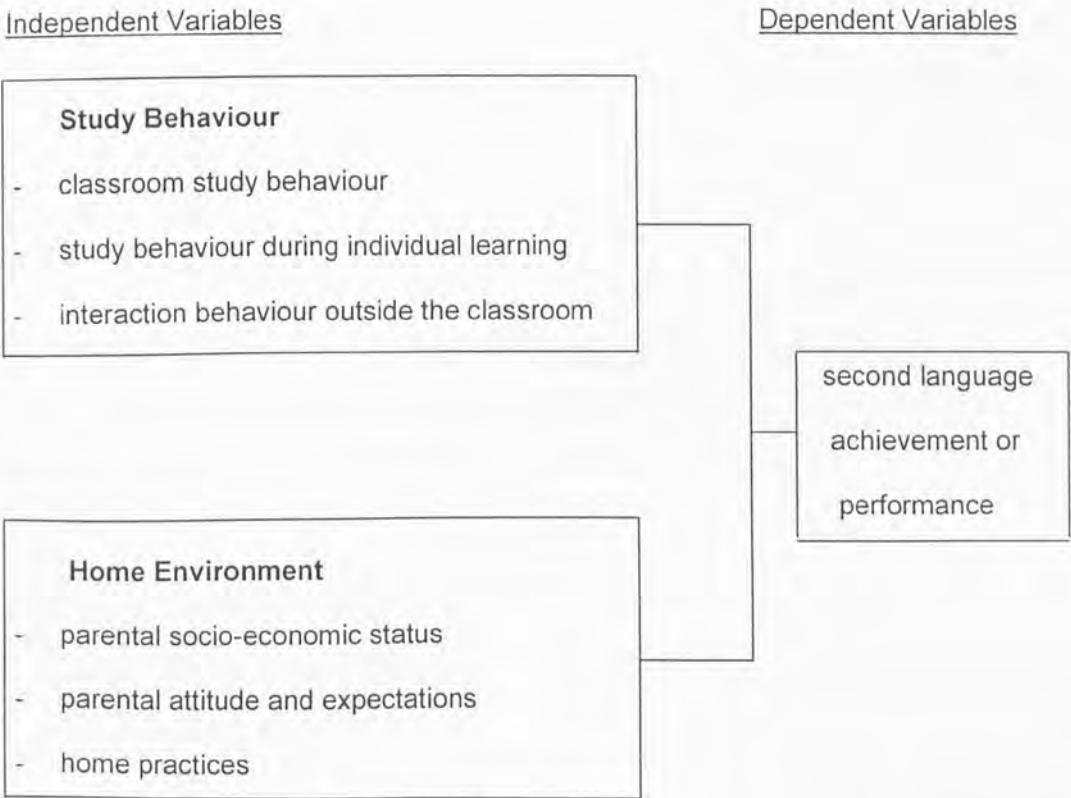 Independent Variables
Dependent Variables
Study Behaviour
- classroom study behaviour
- study behaviour during individual learning
- interaction behaviour outside the classroom
second language
achievement or
performance
Home Environment
- parental socio-economic status
- parental attitude and expectations
- home practices